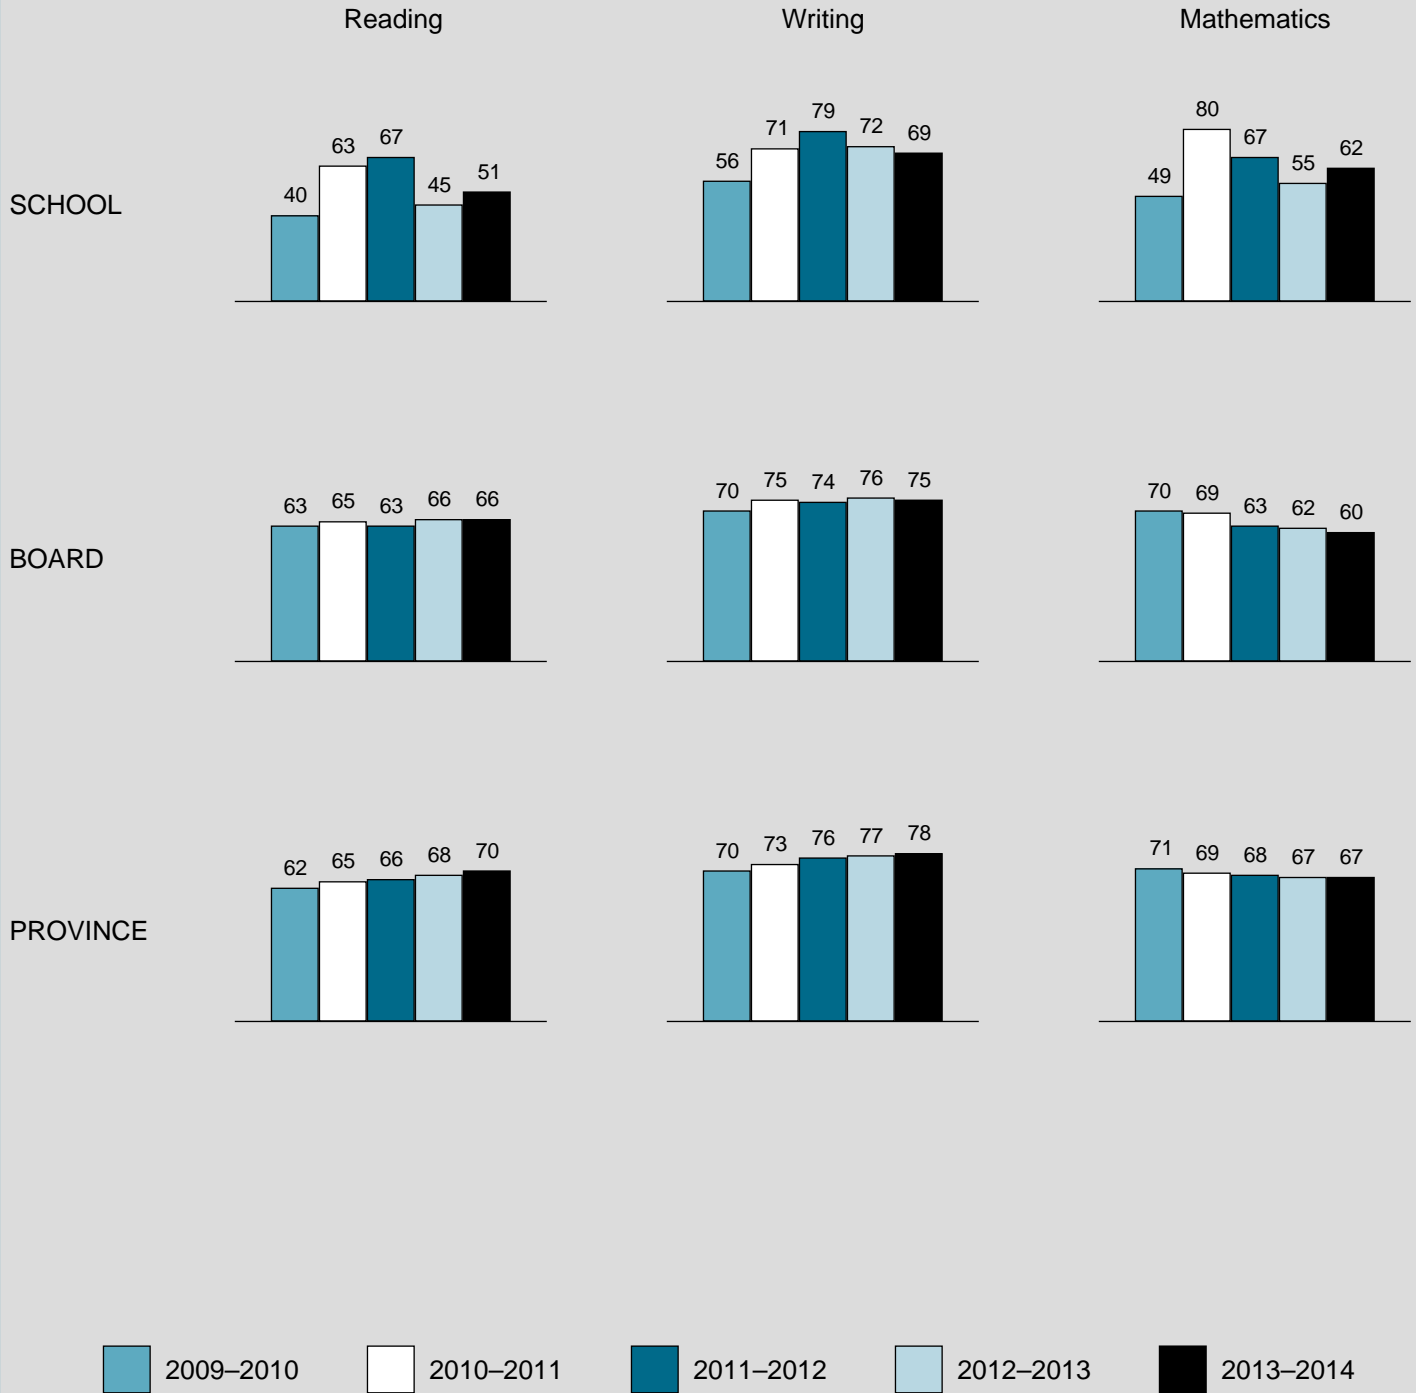 Reading Writing Mathematics
SCHOOL
40 63 67 45 51
56 71 79 72 69
49 80 67 55 62
BOARD
63 65 63 66 66
70 75 74 76 75
70 69 63 62 60
PROVINCE
62 65 66 68 70
70 73 76 77 78
71 69 68 67 67
2009–2010 2010–2011 2011–2012 2012–2013 2013–2014